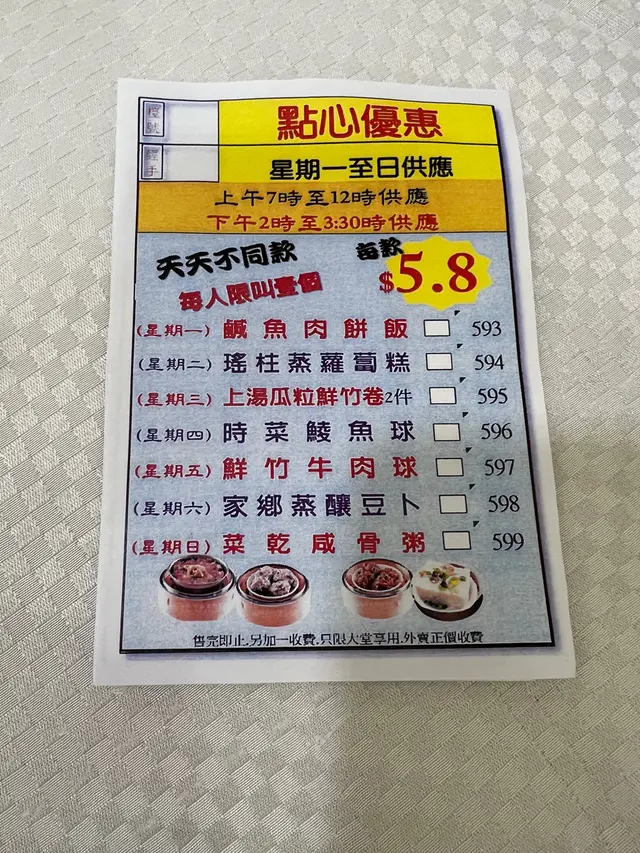 檯號
點心優惠
經手
星期一至日供應
上午7時至12時供應
下午2時至3:30時供應
天天不同款
每款
$5.8
每人限叫壹個
(星期一) 鹹魚肉餅飯 593
(星期二) 瑤柱蒸蘿蔔糕 594
(星期三) 上湯瓜粒鮮竹卷2件 595
(星期四) 時菜鯪魚球 596
(星期五) 鮮竹牛肉球 597
(星期六) 家鄉蒸釀豆卜 598
(星期日) 菜乾咸骨粥 599
售完即止.另加一收費.只限大堂享用.外賣正價收費